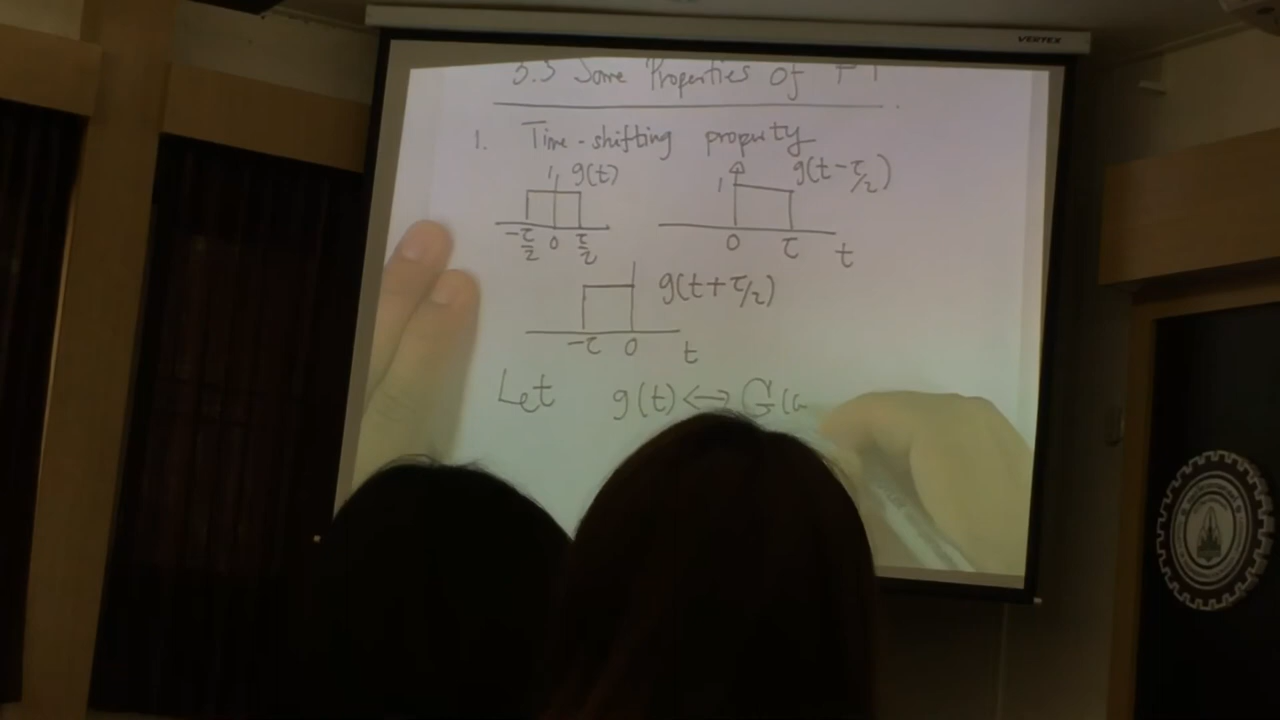 VERTEX
3.3 Some Properties Of FT
1. Time-shifting property
1 g(t) 1 g(t-τ/2)
-τ/2 0 τ/2 0 τ t
g(t+τ/2)
-τ 0 t
Let g(t) <-> G(